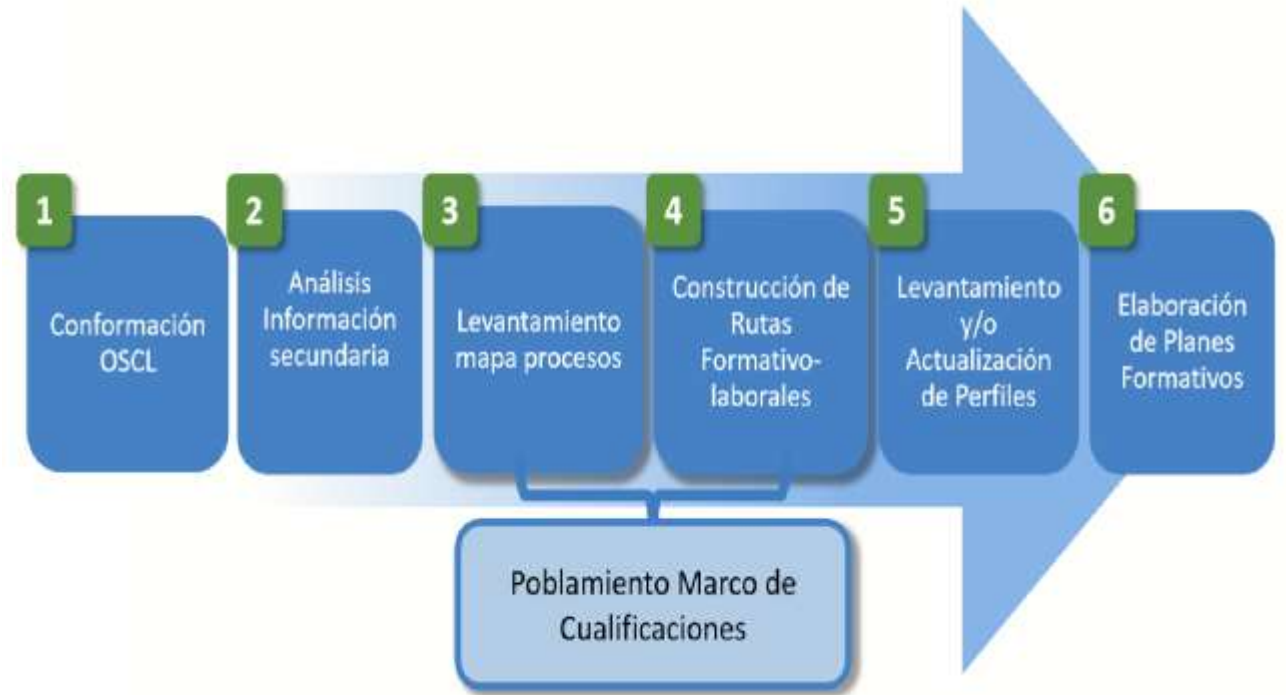 1
Conformación
OSCL
2
Análisis
Información
secundaria
3
Levantamiento
mapa procesos
4
Construcción de
Rutas
Formativo-
laborales
5
Levantamiento
y/o
Actualización
de Perfiles
6
Elaboración
de Planes
Formativos
Poblamiento Marco de
Cualificaciones